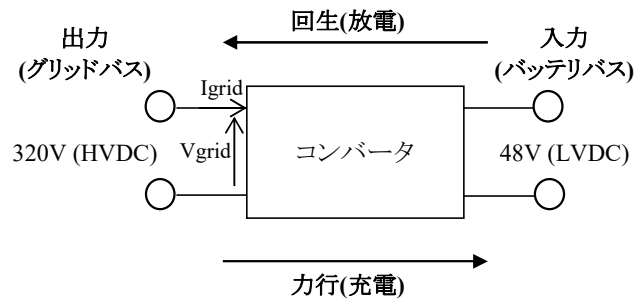 回生(放電)
出力
(グリッドバス)
入力
(バッテリバス)
Igrid
320V (HVDC)
Vgrid
コンバータ
48V (LVDC)
力行(充電)